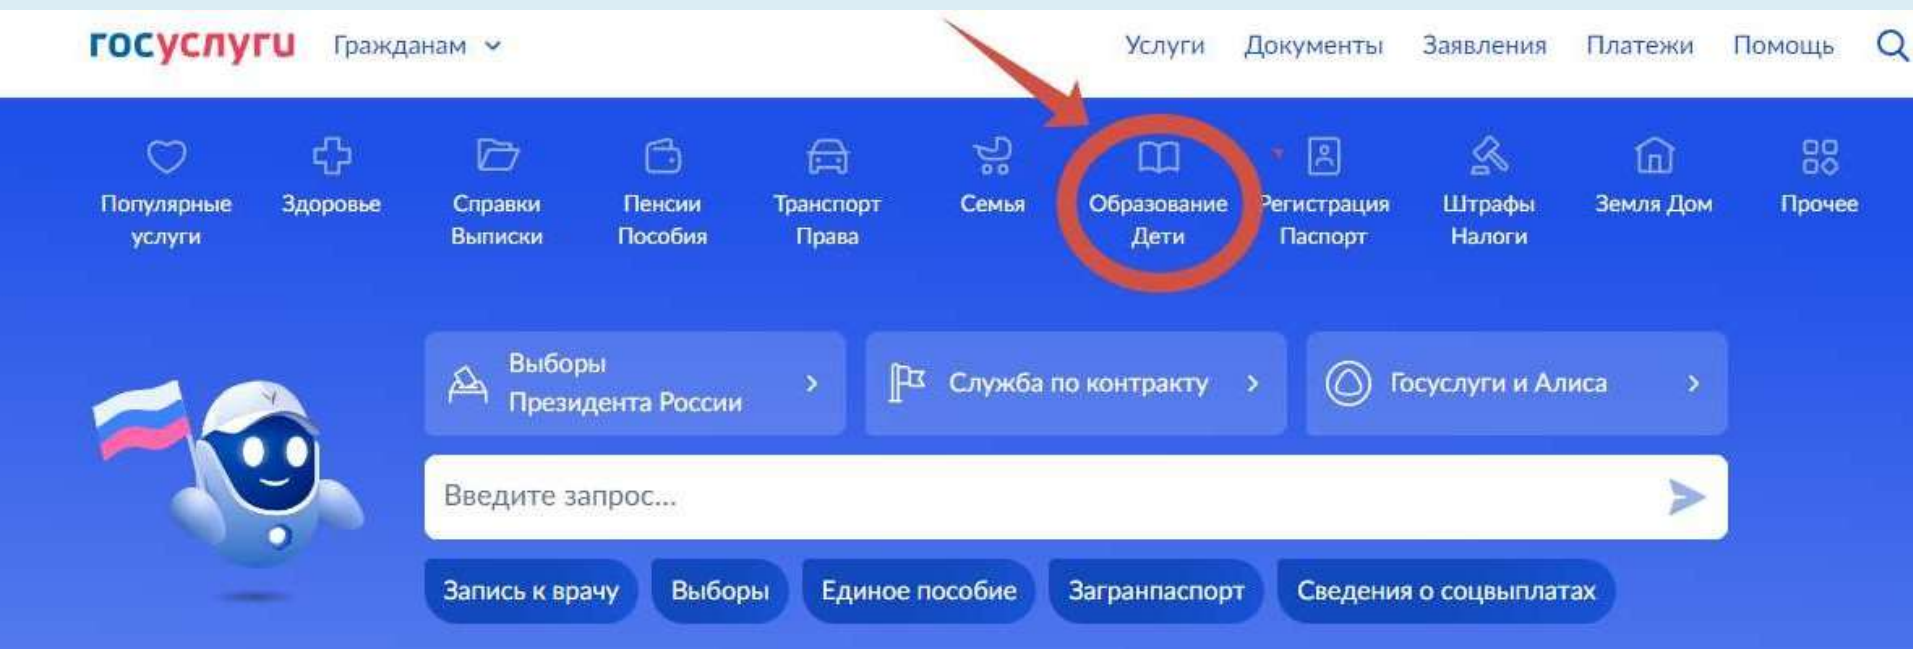 госуслуги Гражданам Услуги Документы Заявления Платежи Помощь
Популярные услуги
Здоровье
Справки Выписки
Пенсии Пособия
Транспорт Права
Семья
Образование Дети
Регистрация Паспорт
Штрафы Налоги
Земля Дом
Прочее
Выборы
Президента России
Служба по контракту
Госуслуги и Алиса
Введите запрос...
Запись к врачу Выборы Единое пособие Загранпаспорт Сведения о соцвыплатах